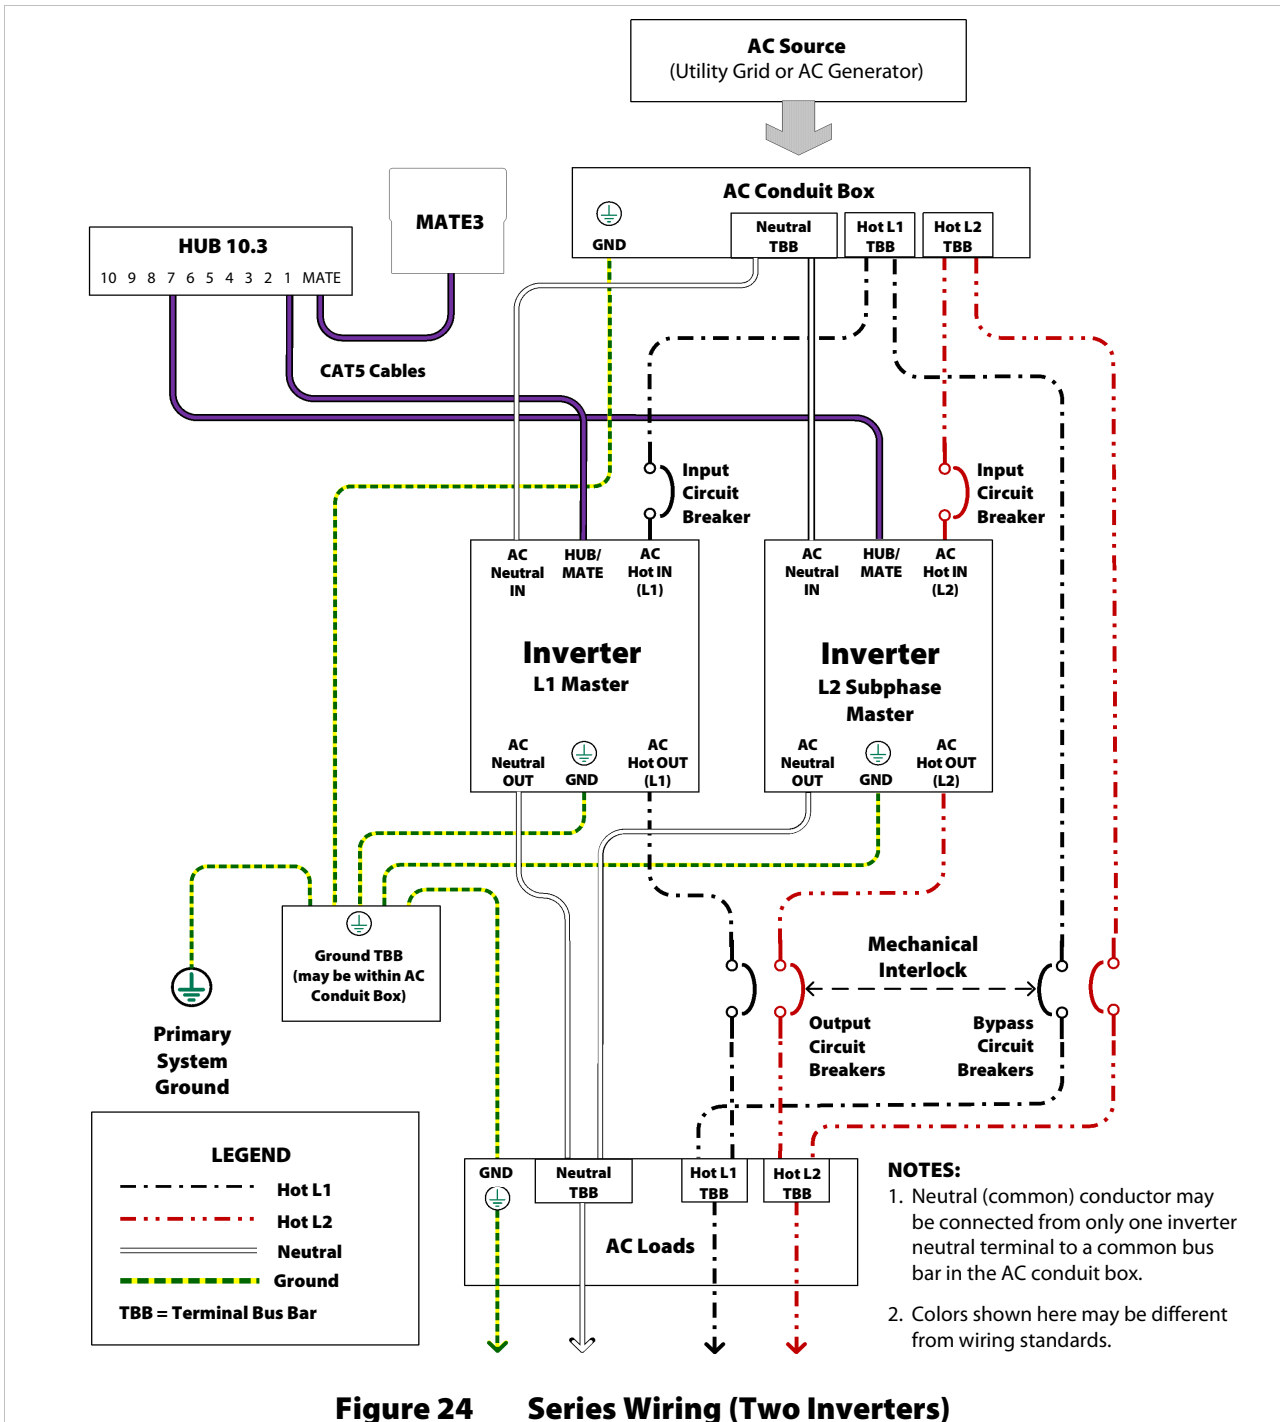 AC Source
(Utility Grid or AC Generator)
AC Conduit Box
GND
Neutral
TBB
Hot L1
TBB
Hot L2
TBB
MATE3
HUB 10.3
10 9 8 7 6 5 4 3 2 1 MATE
CAT5 Cables
Input
Circuit
Breaker
Input
Circuit
Breaker
AC
Neutral
IN
HUB/
MATE
AC
Hot IN
(L1)
Inverter
L1 Master
AC
Neutral
OUT
GND
AC
Hot OUT
(L1)
AC
Neutral
IN
HUB/
MATE
AC
Hot IN
(L2)
Inverter
L2 Subphase
Master
AC
Neutral
OUT
GND
AC
Hot OUT
(L2)
Ground TBB
(may be within AC
Conduit Box)
Primary
System
Ground
Mechanical
Interlock
Output
Circuit
Breakers
Bypass
Circuit
Breakers
LEGEND
Hot L1
Hot L2
Neutral
Ground
TBB = Terminal Bus Bar
GND
Neutral
TBB
Hot L1
TBB
Hot L2
TBB
AC Loads
NOTES:
1. Neutral (common) conductor may
be connected from only one inverter
neutral terminal to a common bus
bar in the AC conduit box.
2. Colors shown here may be different
from wiring standards.
Figure 24 Series Wiring (Two Inverters)